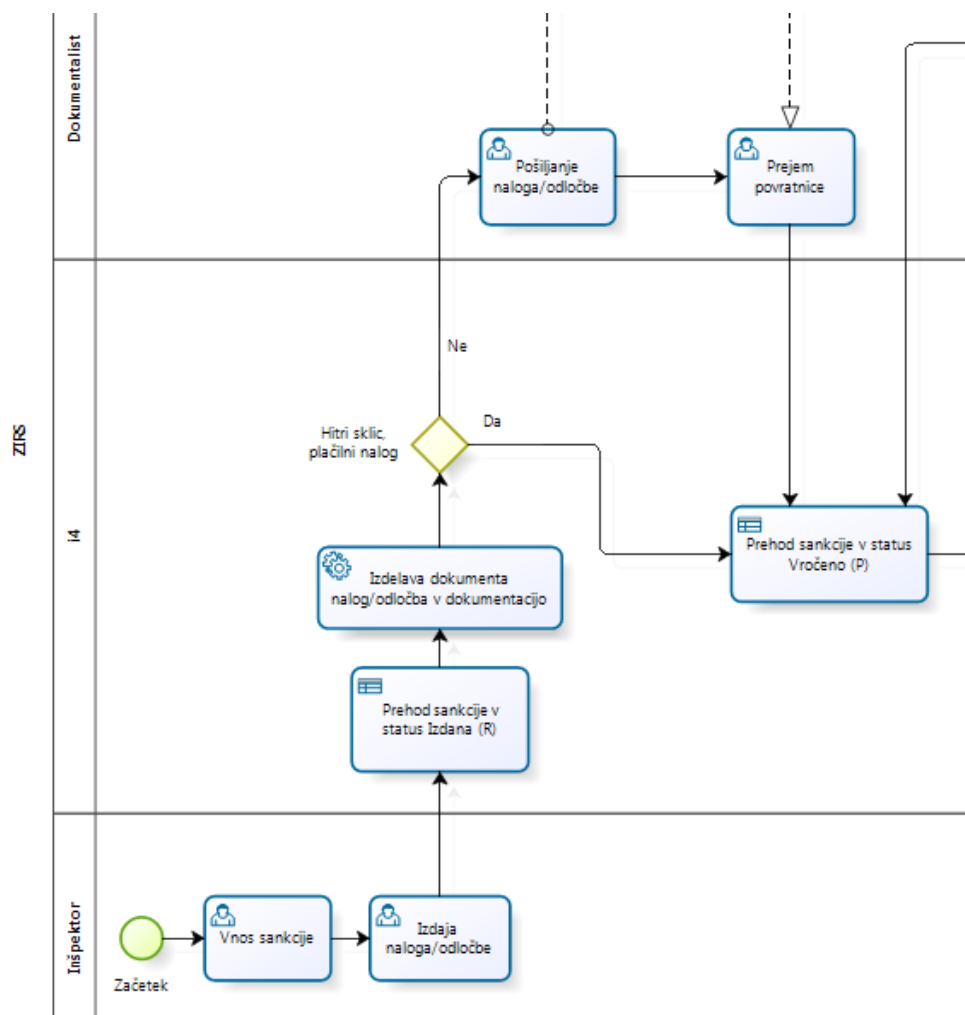 ZIRS
Dokumentalist
Pošiljanje
naloga/odločbe
Prejem
povratnice
i4
Ne
Da
Hitri sklic,
plačilni nalog
Prehod sankcije v status
Vročeno (P)
Izdelava dokumenta
nalog/odločba v dokumentacijo
Prehod sankcije v
status Izdana (R)
Inšpektor
Začetek
Vnos sankcije
Izdaja
naloga/odločbe